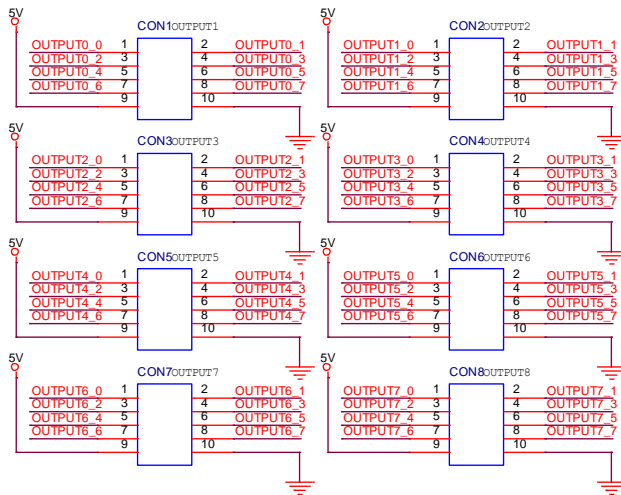 5V 5V
CON1OUTPUT1 CON2OUTPUT2
OUTPUT0_0 1 2 OUTPUT0_1 OUTPUT1_0 1 2 OUTPUT1_1
OUTPUT0_2 3 4 OUTPUT0_3 OUTPUT1_2 3 4 OUTPUT1_3
OUTPUT0_4 5 6 OUTPUT0_5 OUTPUT1_4 5 6 OUTPUT1_5
OUTPUT0_6 7 8 OUTPUT0_7 OUTPUT1_6 7 8 OUTPUT1_7
9 10 9 10
5V 5V
CON3OUTPUT3 CON4OUTPUT4
OUTPUT2_0 1 2 OUTPUT2_1 OUTPUT3_0 1 2 OUTPUT3_1
OUTPUT2_2 3 4 OUTPUT2_3 OUTPUT3_2 3 4 OUTPUT3_3
OUTPUT2_4 5 6 OUTPUT2_5 OUTPUT3_4 5 6 OUTPUT3_5
OUTPUT2_6 7 8 OUTPUT2_7 OUTPUT3_6 7 8 OUTPUT3_7
9 10 9 10
5V 5V
CON5OUTPUT5 CON6OUTPUT6
OUTPUT4_0 1 2 OUTPUT4_1 OUTPUT5_0 1 2 OUTPUT5_1
OUTPUT4_2 3 4 OUTPUT4_3 OUTPUT5_2 3 4 OUTPUT5_3
OUTPUT4_4 5 6 OUTPUT4_5 OUTPUT5_4 5 6 OUTPUT5_5
OUTPUT4_6 7 8 OUTPUT4_7 OUTPUT5_6 7 8 OUTPUT5_7
9 10 9 10
5V 5V
CON7OUTPUT7 CON8OUTPUT8
OUTPUT6_0 1 2 OUTPUT6_1 OUTPUT7_0 1 2 OUTPUT7_1
OUTPUT6_2 3 4 OUTPUT6_3 OUTPUT7_2 3 4 OUTPUT7_3
OUTPUT6_4 5 6 OUTPUT6_5 OUTPUT7_4 5 6 OUTPUT7_5
OUTPUT6_6 7 8 OUTPUT6_7 OUTPUT7_6 7 8 OUTPUT7_7
9 10 9 10